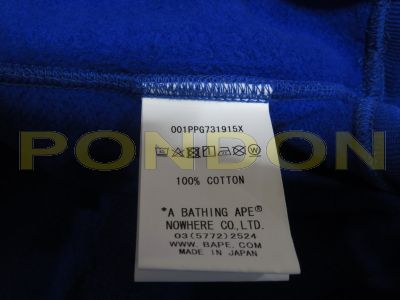 001PPG731915X
PONDON
100% COTTON
*A BATHING APE®
NOWHERE CO.,LTD.
03(5772)2524
WWW.BAPE.COM
MADE IN JAPAN